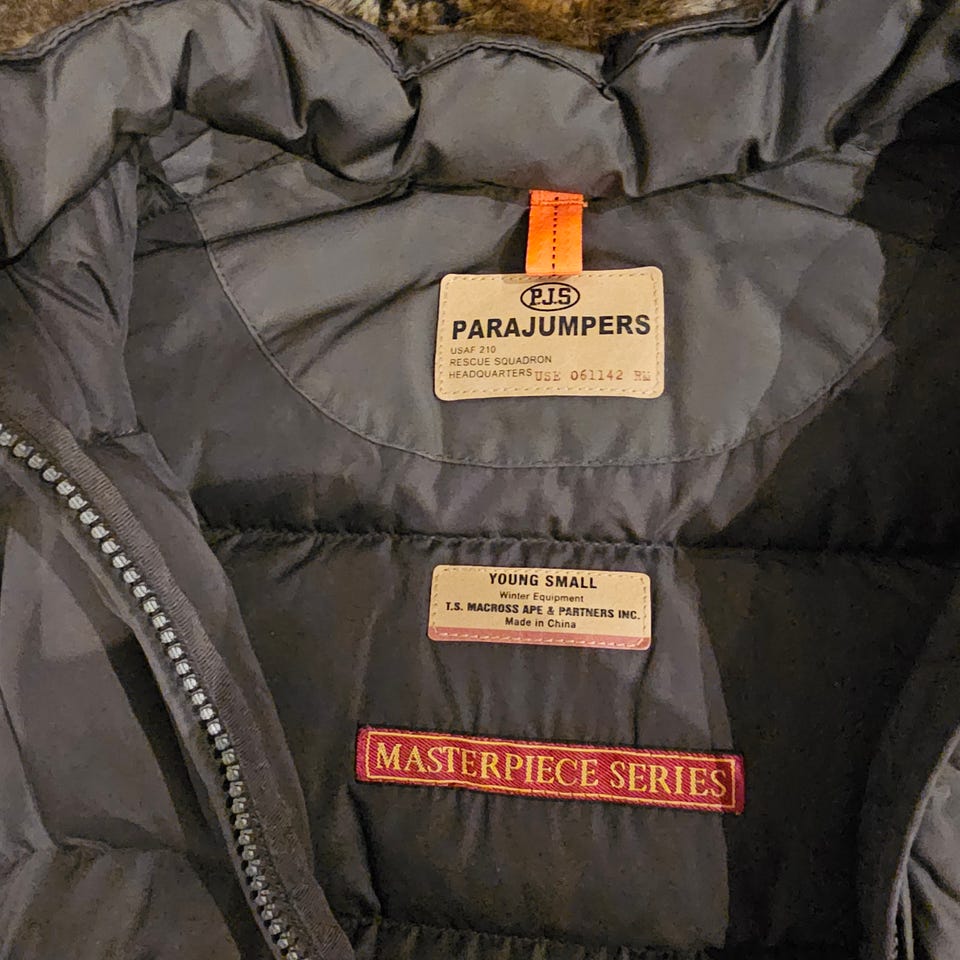 P.J.S
PARAJUMPERS
USAF 210
RESCUE SQUADRON
HEADQUARTERS USE 061142 RM
YOUNG SMALL
Winter Equipment
T.S. MACROSS APE & PARTNERS INC.
Made in China
MASTERPIECE SERIES